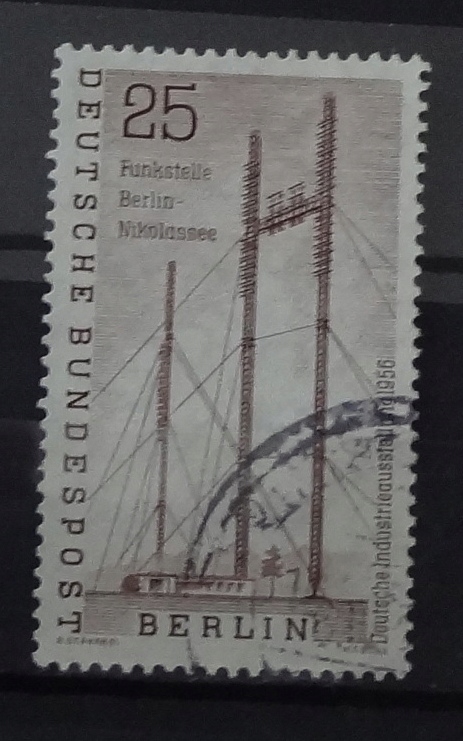 25
Funkstelle
Berlin-
Nikolassee
DEUTSCHE BUNDESPOST
Deutsche Industrieausstellung 1956
BERLIN